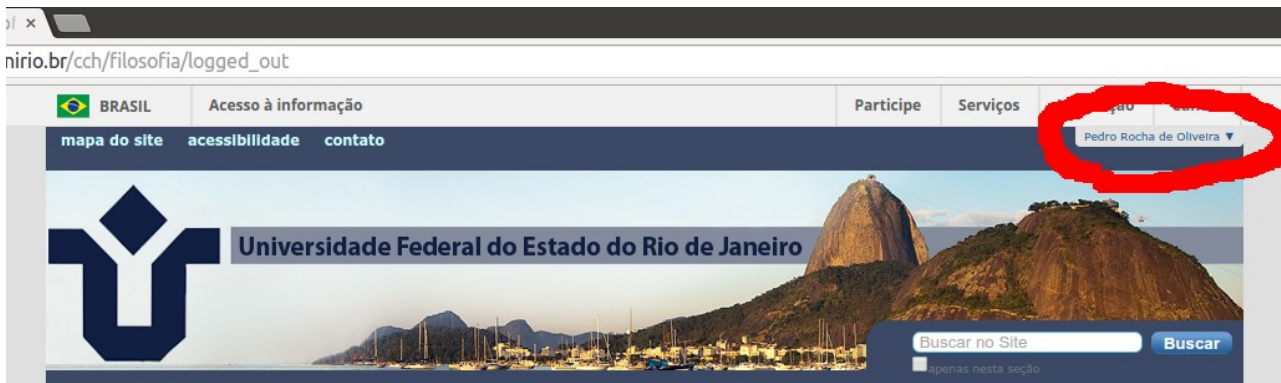 nirio.br/cch/filosofia/logged_out
BRASIL Acesso à informação Participe Serviços
mapa do site acessibilidade contato Pedro Rocha de Oliveira ▼
Universidade Federal do Estado do Rio de Janeiro
Buscar no Site Buscar
apenas nesta seção